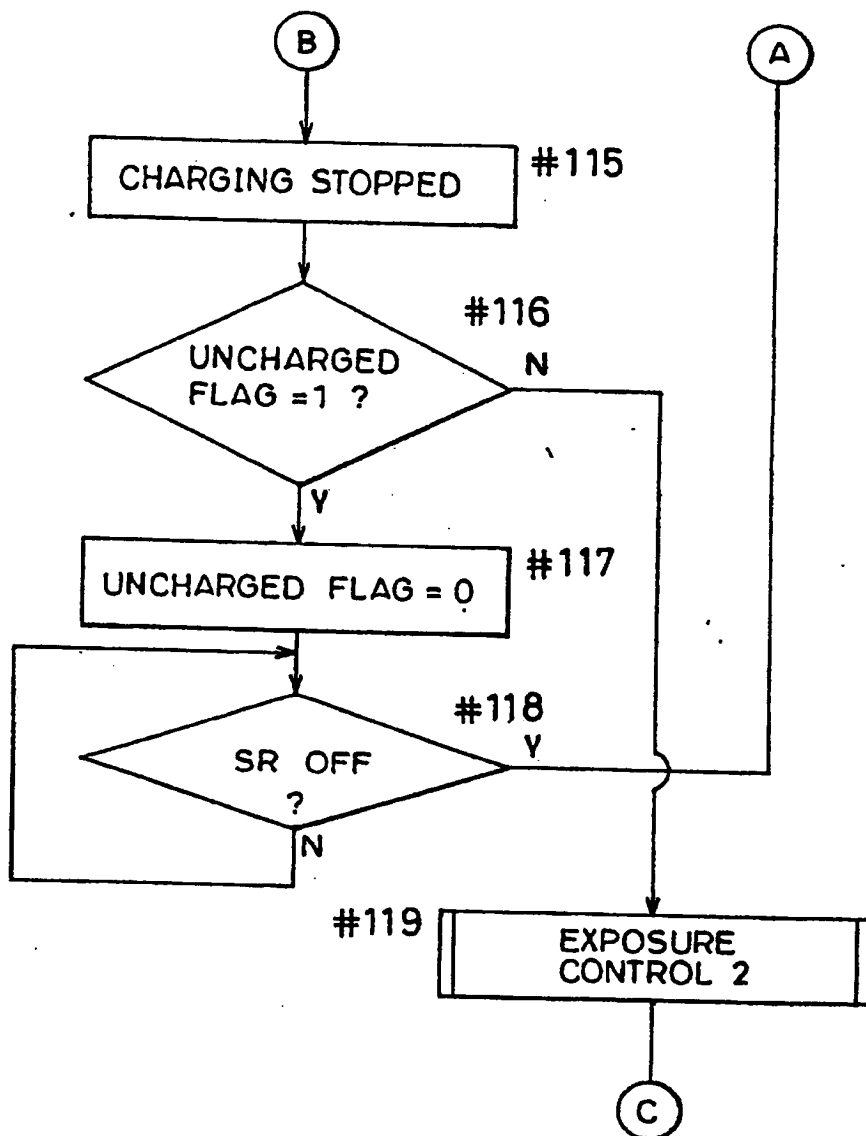 B
A
CHARGING STOPPED
#115
#116
UNCHARGED
FLAG =1 ?
N
Y
UNCHARGED FLAG = 0
#117
#118
SR OFF
?
Y
N
#119
EXPOSURE
CONTROL 2
C